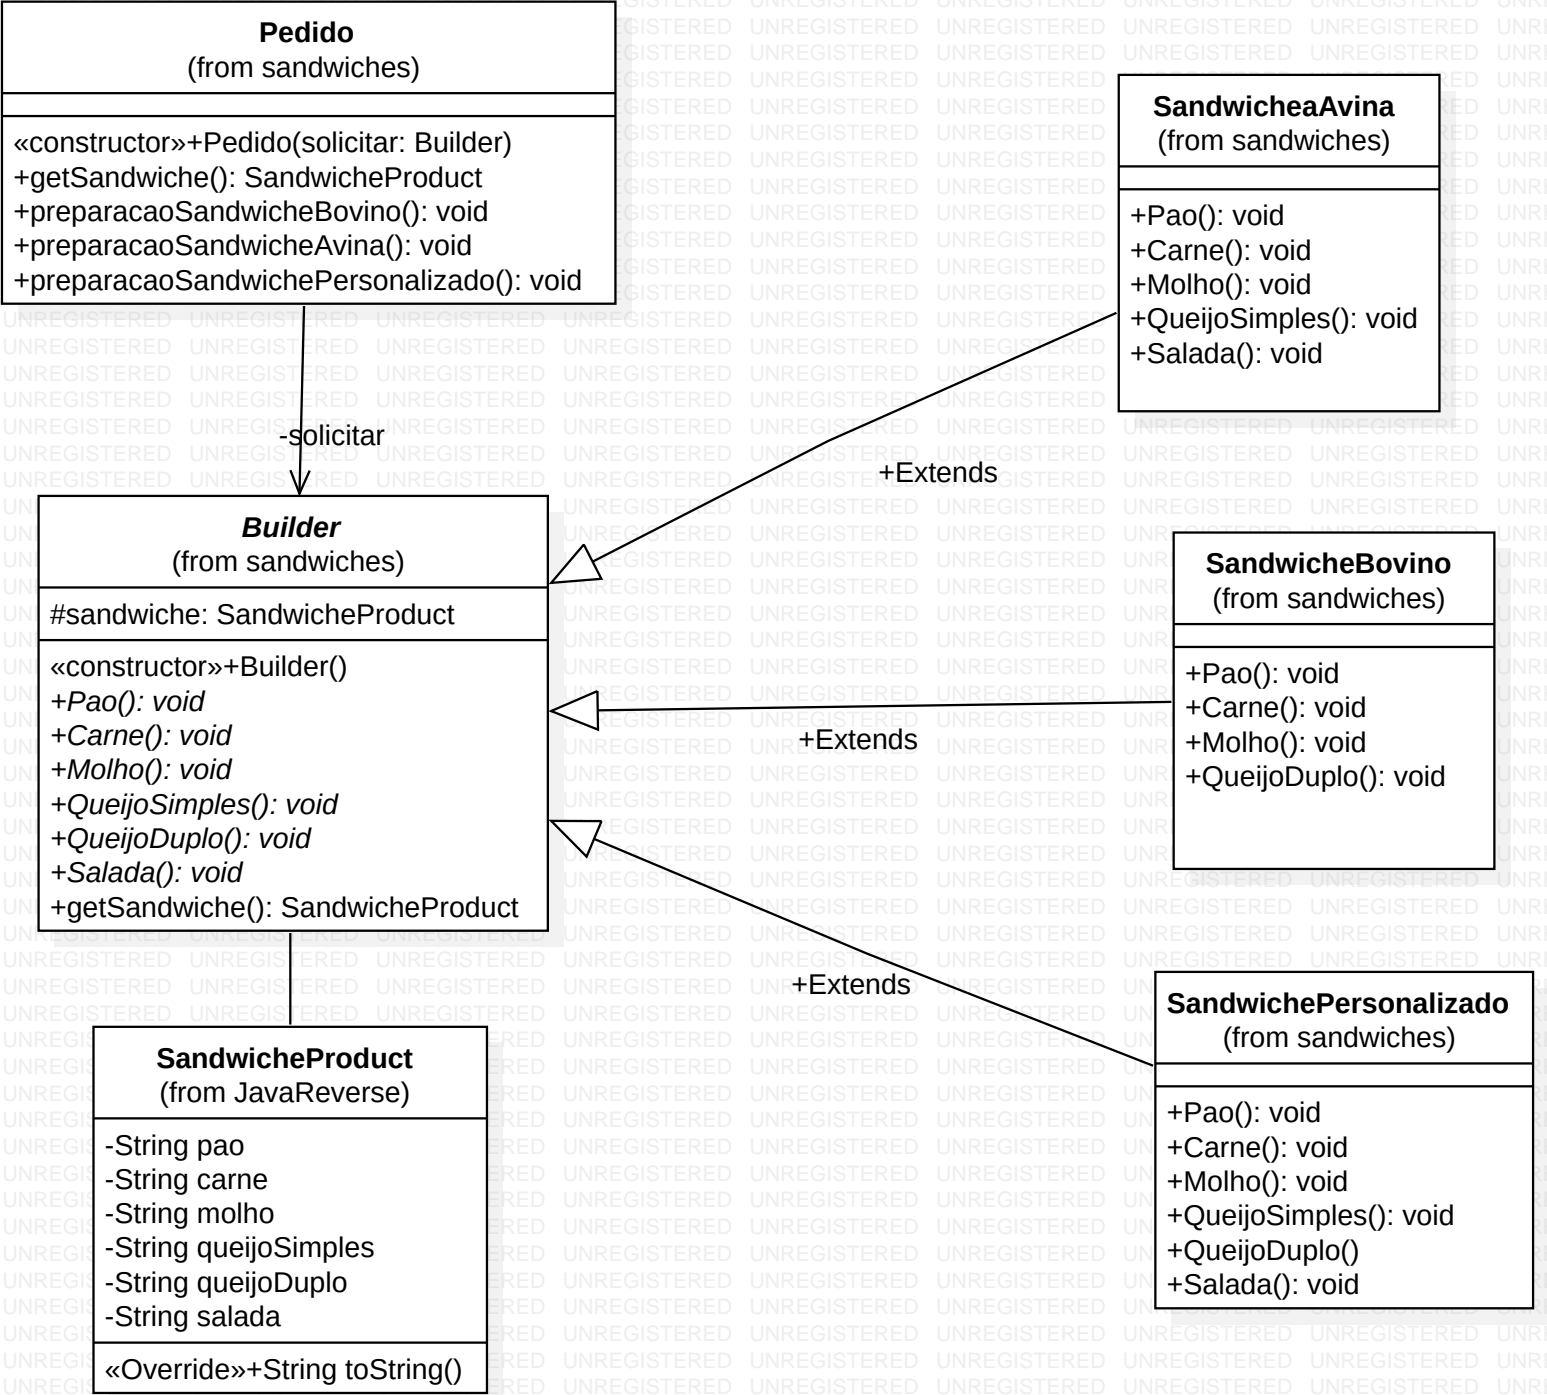 Pedido
(from sandwiches)
«constructor»+Pedido(solicitar: Builder)
+getSandwiche(): SandwicheProduct
+preparacaoSandwicheBovino(): void
+preparacaoSandwicheAvina(): void
+preparacaoSandwichePersonalizado(): void
-solicitar
Builder
(from sandwiches)
#sandwiche: SandwicheProduct
«constructor»+Builder()
+Pao(): void
+Carne(): void
+Molho(): void
+QueijoSimples(): void
+QueijoDuplo(): void
+Salada(): void
+getSandwiche(): SandwicheProduct
SandwicheProduct
(from JavaReverse)
-String pao
-String carne
-String molho
-String queijoSimples
-String queijoDuplo
-String salada
«Override»+String toString()
+Extends
+Extends
+Extends
SandwicheaAvina
(from sandwiches)
+Pao(): void
+Carne(): void
+Molho(): void
+QueijoSimples(): void
+Salada(): void
SandwicheBovino
(from sandwiches)
+Pao(): void
+Carne(): void
+Molho(): void
+QueijoDuplo(): void
SandwichePersonalizado
(from sandwiches)
+Pao(): void
+Carne(): void
+Molho(): void
+QueijoSimples(): void
+QueijoDuplo()
+Salada(): void
UNREGISTERED